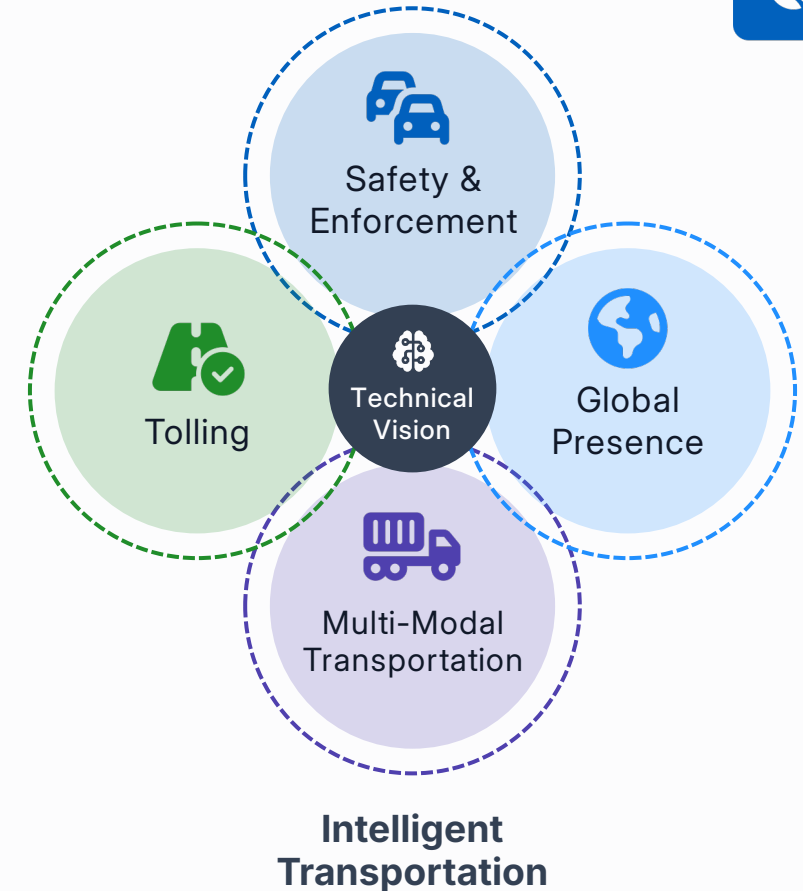 Safety &
Enforcement
Tolling
Technical
Vision
Global
Presence
Multi-Modal
Transportation
Intelligent
Transportation